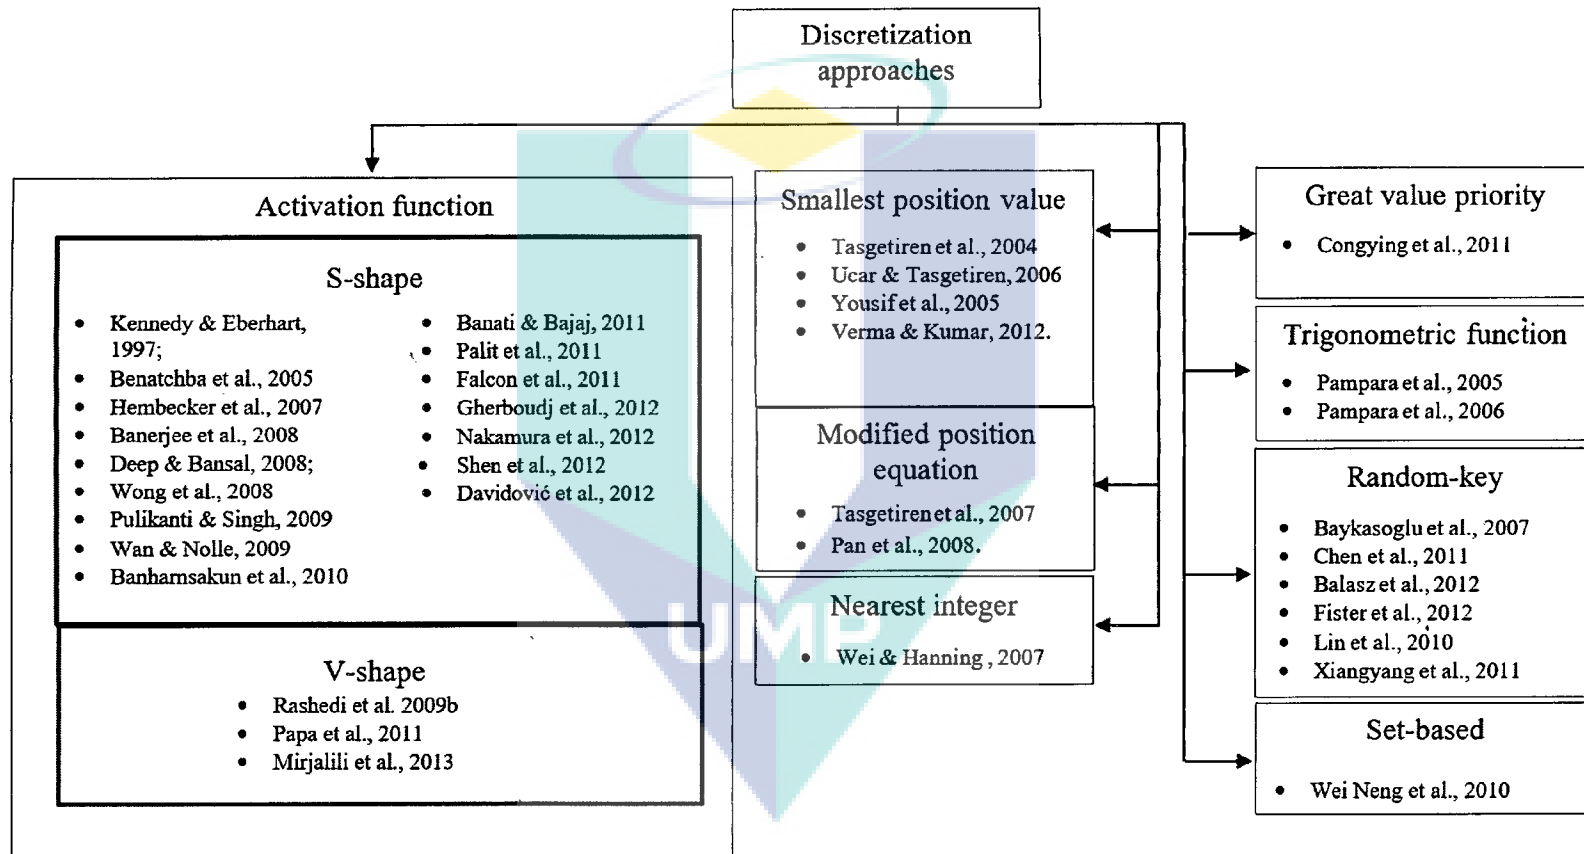 Discretization
approaches
Activation function
S-shape
• Kennedy & Eberhart,
1997;
• Benatchba et al., 2005
• Hembecker et al., 2007
• Banerjee et al., 2008
• Deep & Bansal, 2008;
• Wong et al., 2008
• Pulikanti & Singh, 2009
• Wan & Nolle, 2009
• Banhamsakun et al., 2010
• Banati & Bajaj, 2011
• Palit et al., 2011
• Falcon et al., 2011
• Gherboudj et al., 2012
• Nakamura et al., 2012
• Shen et al., 2012
• Davidović et al., 2012
V-shape
• Rashedi et al. 2009b
• Papa et al., 2011
• Mirjalili et al., 2013
Smallest position value
• Tasgetiren et al., 2004
• Ucar & Tasgetiren, 2006
• Yousif et al., 2005
• Verma & Kumar, 2012.
Modified position
equation
• Tasgetiren et al., 2007
• Pan et al., 2008.
Nearest integer
• Wei & Hanning , 2007
UMP
Great value priority
• Congying et al., 2011
Trigonometric function
• Pampara et al., 2005
• Pampara et al., 2006
Random-key
• Baykasoglu et al., 2007
• Chen et al., 2011
• Balasz et al., 2012
• Fister et al., 2012
• Lin et al., 2010
• Xiangyang et al., 2011
Set-based
• Wei Neng et al., 2010